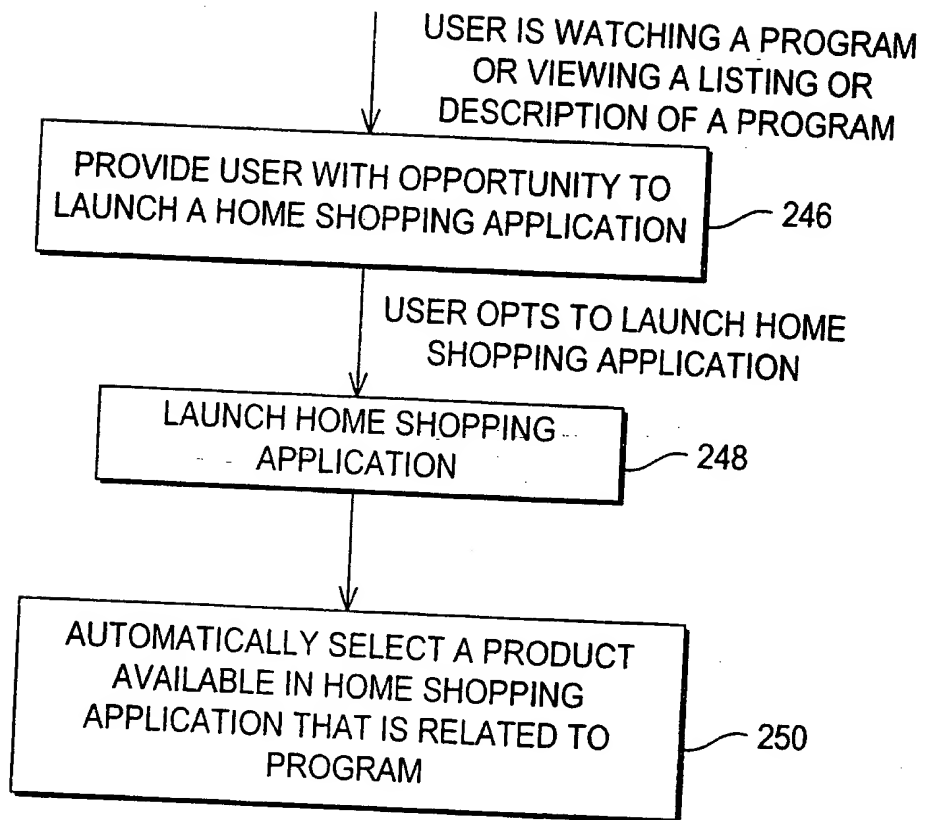 USER IS WATCHING A PROGRAM
OR VIEWING A LISTING OR
DESCRIPTION OF A PROGRAM
PROVIDE USER WITH OPPORTUNITY TO
LAUNCH A HOME SHOPPING APPLICATION
246
USER OPTS TO LAUNCH HOME
SHOPPING APPLICATION
LAUNCH HOME SHOPPING
APPLICATION
248
AUTOMATICALLY SELECT A PRODUCT
AVAILABLE IN HOME SHOPPING
APPLICATION THAT IS RELATED TO
PROGRAM
250